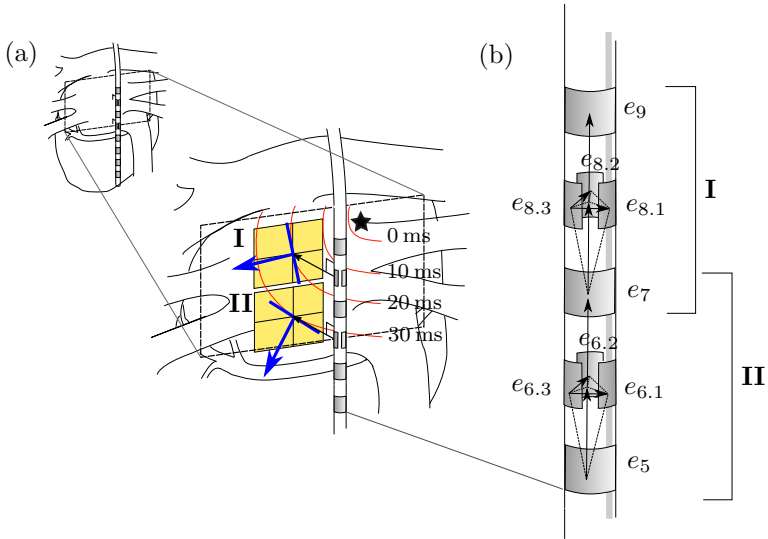 (a)
I
II
0 ms
10 ms
20 ms
30 ms
(b)
e9
e8.2
e8.3
e8.1
I
e7
e6.2
e6.3
e6.1
II
e5